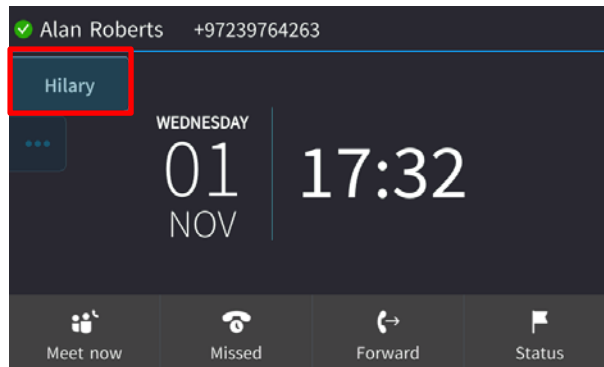 Alan Roberts +97239764263
Hilary
•••
WEDNESDAY
01
NOV
17:32
Meet now Missed Forward Status